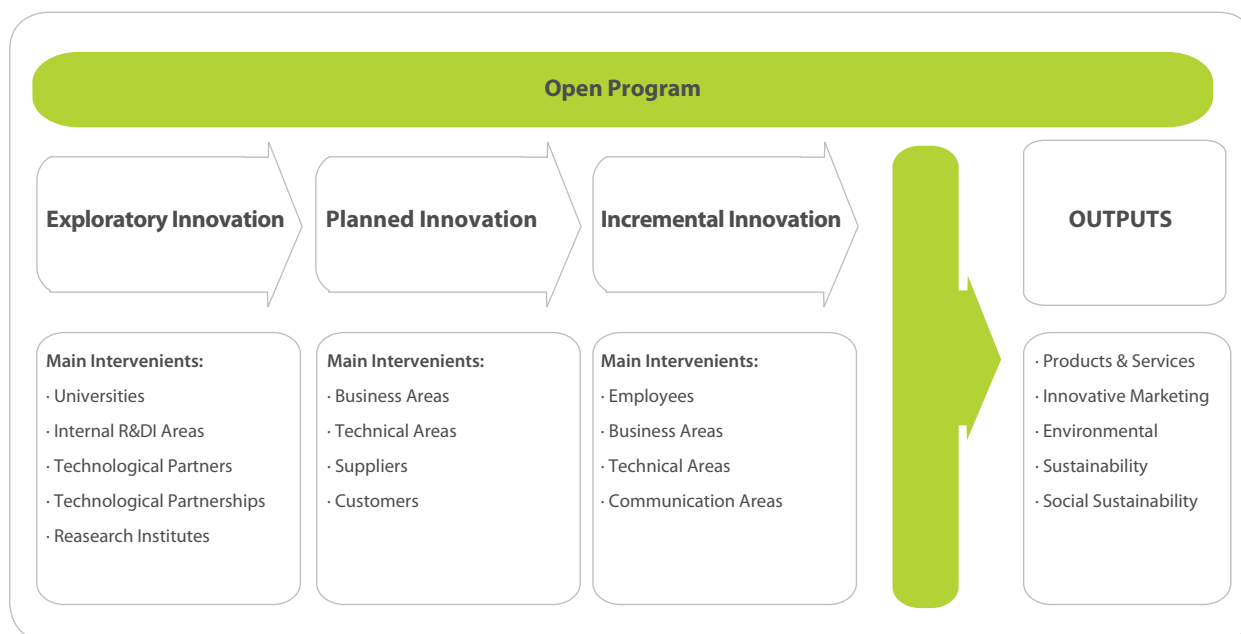 Open Program
Exploratory Innovation
Planned Innovation
Incremental Innovation
OUTPUTS
Main Intervenients:
· Universities
· Internal R&DI Areas
· Technological Partners
· Technological Partnerships
· Reasearch Institutes
Main Intervenients:
· Business Areas
· Technical Areas
· Suppliers
· Customers
Main Intervenients:
· Employees
· Business Areas
· Technical Areas
· Communication Areas
· Products & Services
· Innovative Marketing
· Environmental
· Sustainability
· Social Sustainability